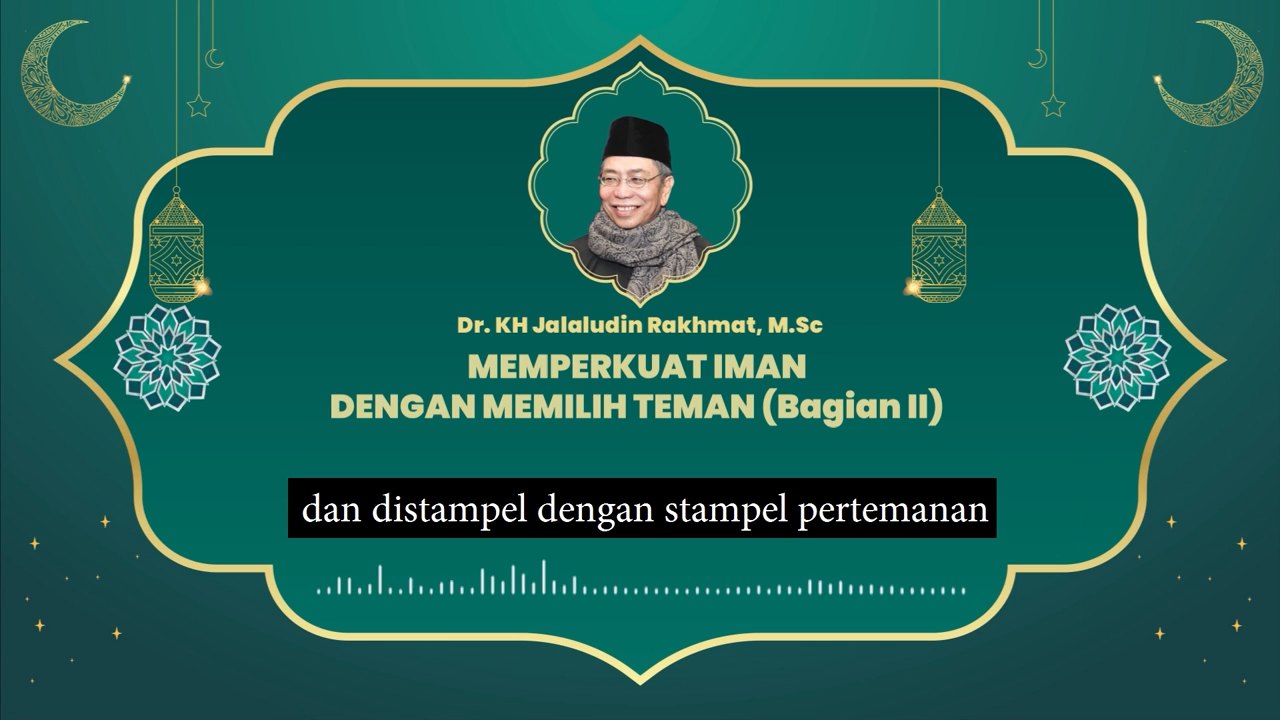 Dr. KH Jalaludin Rakhmat, M.Sc
MEMPERKUAT IMAN
DENGAN MEMILIH TEMAN (Bagian II)
dan distampel dengan stampel pertemanan